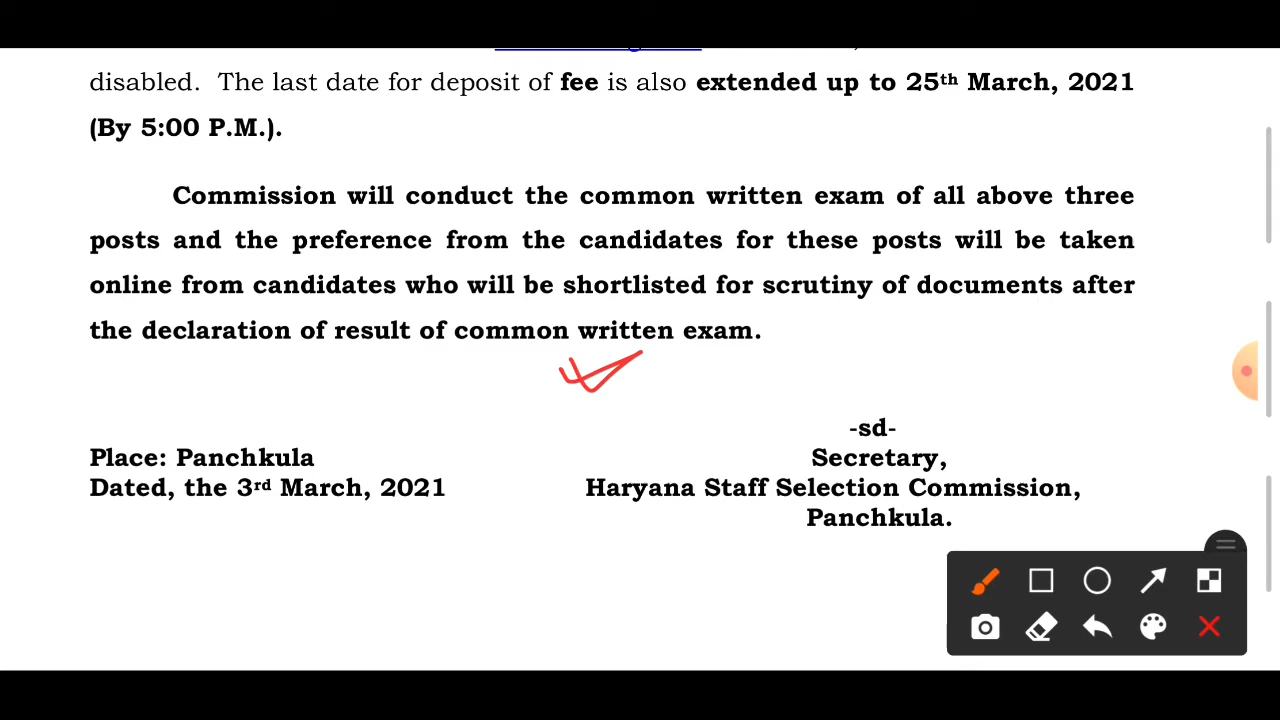 disabled. The last date for deposit of fee is also extended up to 25th March, 2021
(By 5:00 P.M.).
Commission will conduct the common written exam of all above three
posts and the preference from the candidates for these posts will be taken
online from candidates who will be shortlisted for scrutiny of documents after
the declaration of result of common written exam.
-sd-
Place: Panchkula
Secretary,
Dated, the 3rd March, 2021
Haryana Staff Selection Commission,
Panchkula.